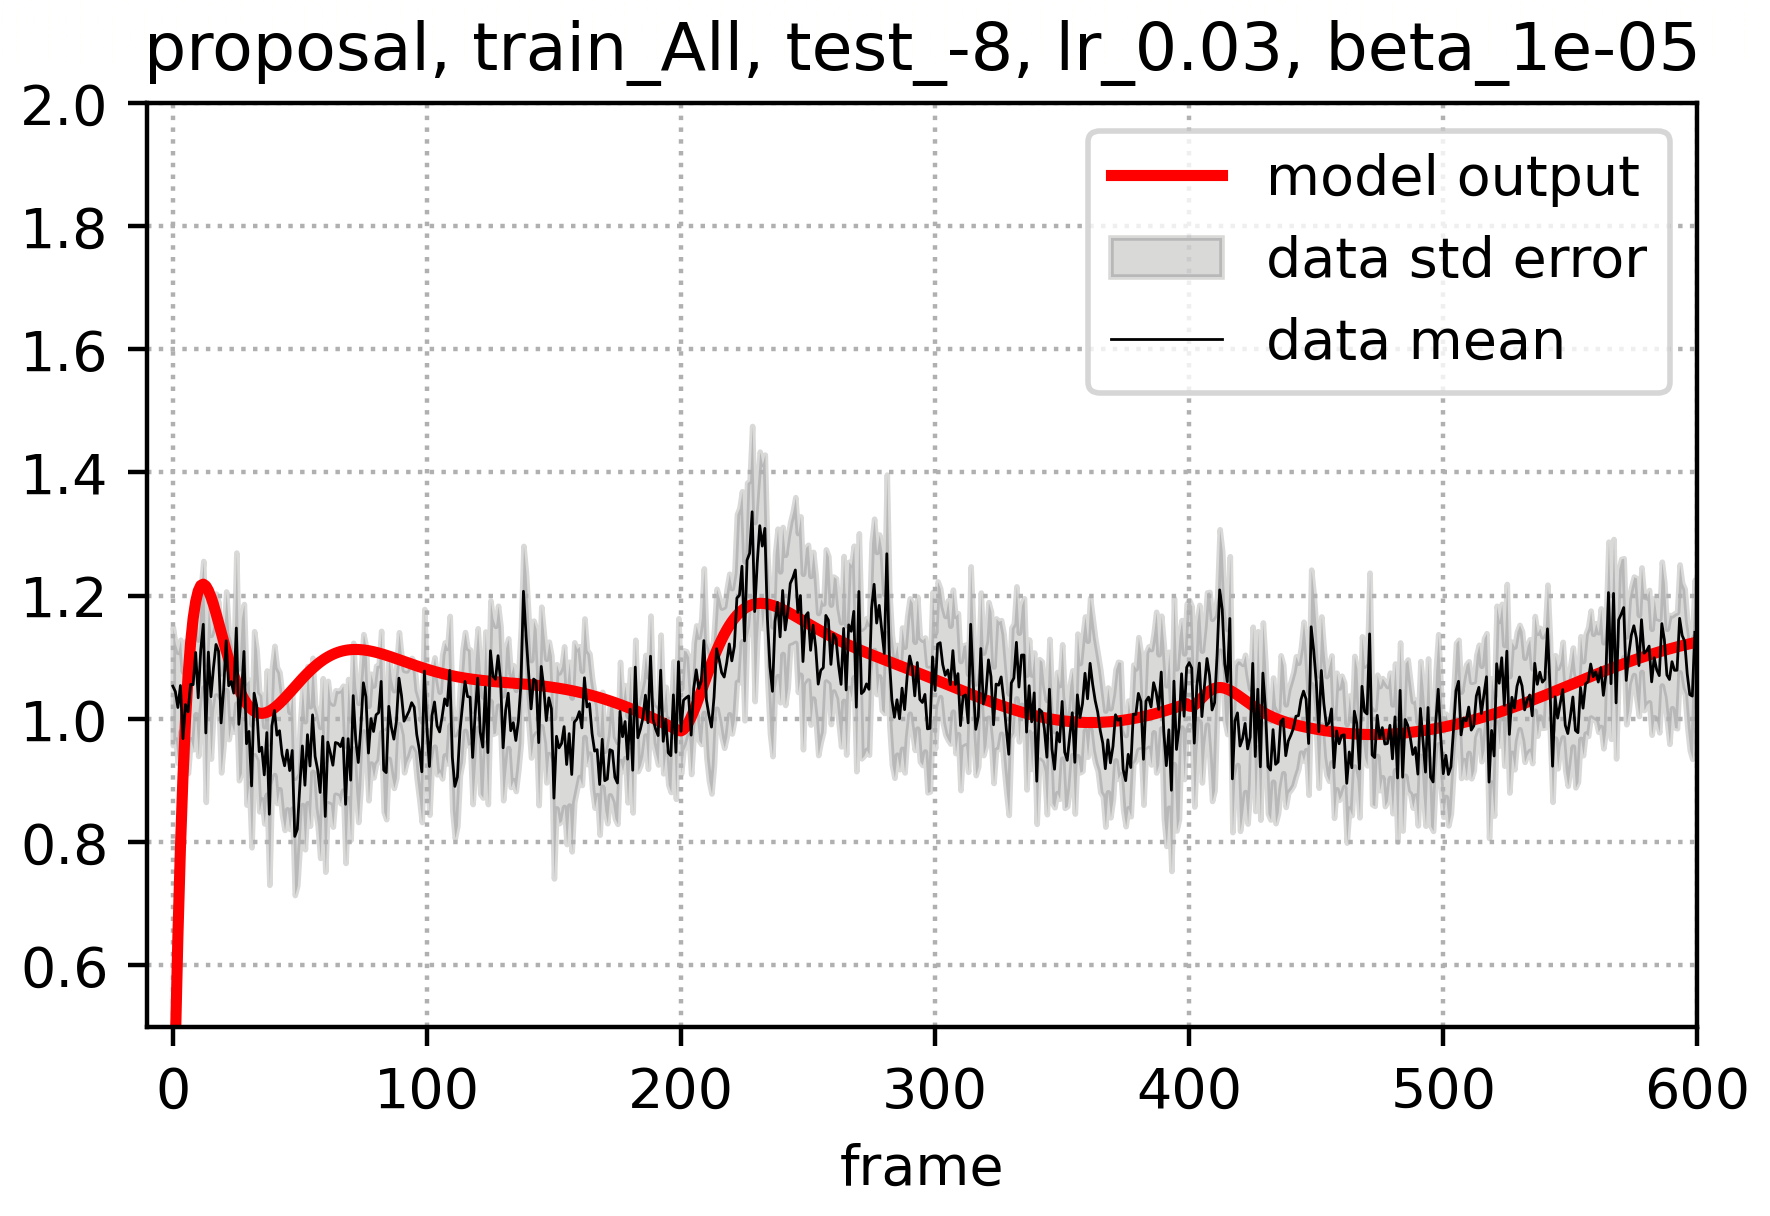 proposal, train_All, test_-8, lr_0.03, beta_1e-05
2.0
1.8
1.6
1.4
1.2
1.0
0.8
0.6
model output
data std error
data mean
0 100 200 300 400 500 600
frame